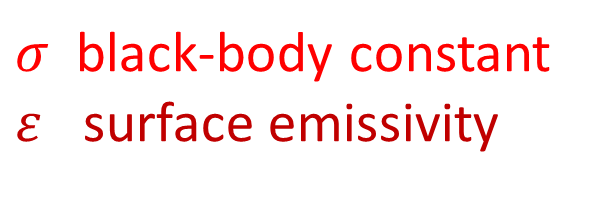 σ black-body constant
ε surface emissivity